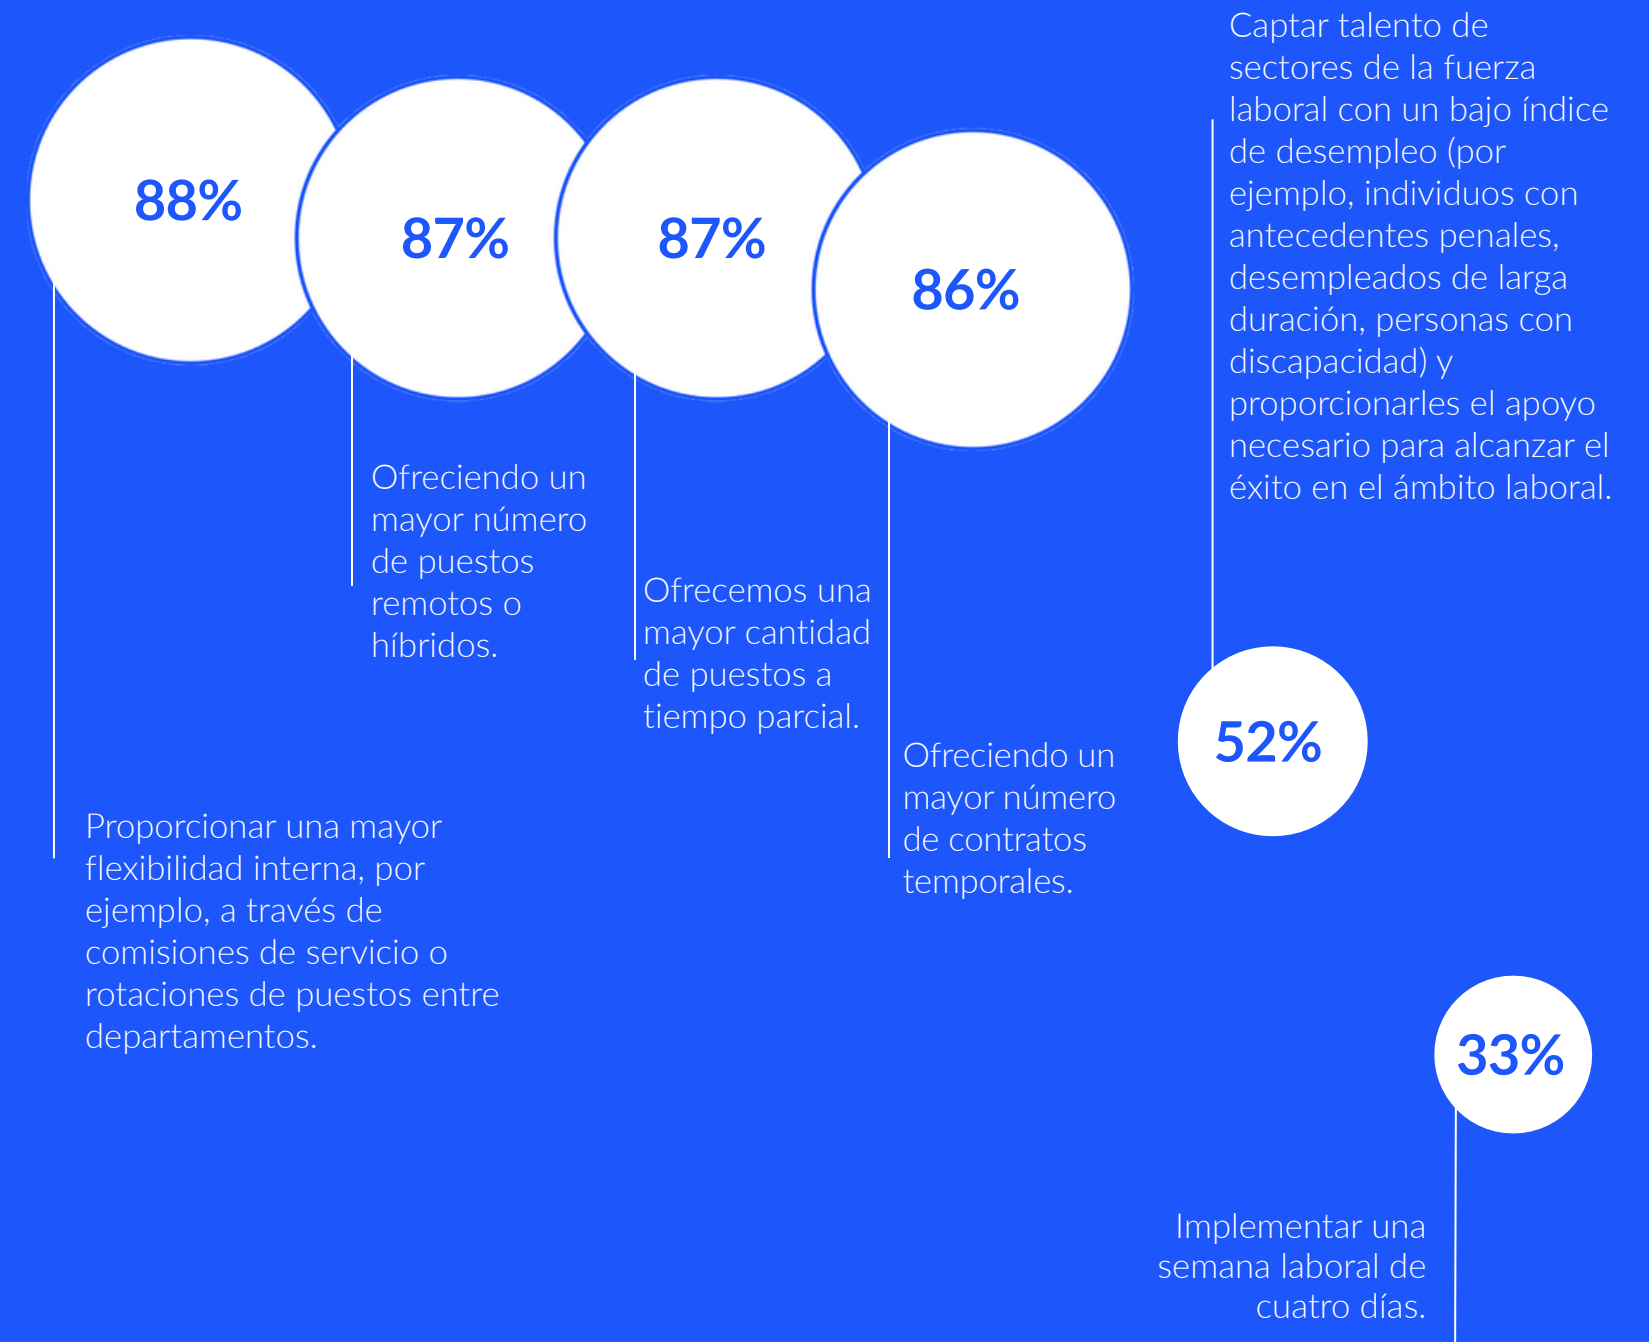 88%
Proporcionar una mayor
flexibilidad interna, por
ejemplo, a través de
comisiones de servicio o
rotaciones de puestos entre
departamentos.
87%
Ofreciendo un
mayor número
de puestos
remotos o
híbridos.
87%
Ofrecemos una
mayor cantidad
de puestos a
tiempo parcial.
86%
Ofreciendo un
mayor número
de contratos
temporales.
Captar talento de
sectores de la fuerza
laboral con un bajo índice
de desempleo (por
ejemplo, individuos con
antecedentes penales,
desempleados de larga
duración, personas con
discapacidad) y
proporcionarles el apoyo
necesario para alcanzar el
éxito en el ámbito laboral.
52%
33%
Implementar una
semana laboral de
cuatro días.